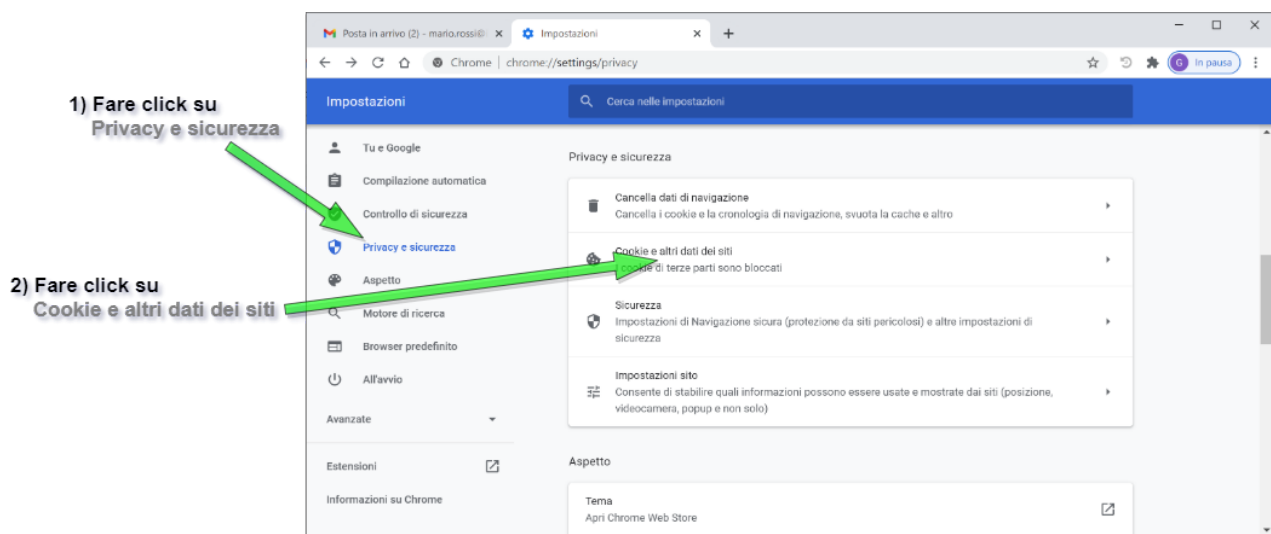 Posta in arrivo (2) - mario.rossi@
Impostazioni
Chrome | chrome://settings/privacy
In pausa
G
Impostazioni
Cerca nelle impostazioni
1) Fare click su
Privacy e sicurezza
2) Fare click su
Cookie e altri dati dei siti
Tu e Google
Compilazione automatica
Controllo di sicurezza
Privacy e sicurezza
Aspetto
Motore di ricerca
Browser predefinito
All'avvio
Avanzate
Estensioni
Informazioni su Chrome
Privacy e sicurezza
Cancella dati di navigazione
Cancella i cookie e la cronologia di navigazione, svuota la cache e altro
Cookie e altri dati dei siti
I cookie di terze parti sono bloccati
Sicurezza
Impostazioni di Navigazione sicura (protezione da siti pericolosi) e altre impostazioni di
sicurezza
Impostazioni sito
Consente di stabilire quali informazioni possono essere usate e mostrate dai siti (posizione,
videocamera, popup e non solo)
Aspetto
Tema
Apri Chrome Web Store